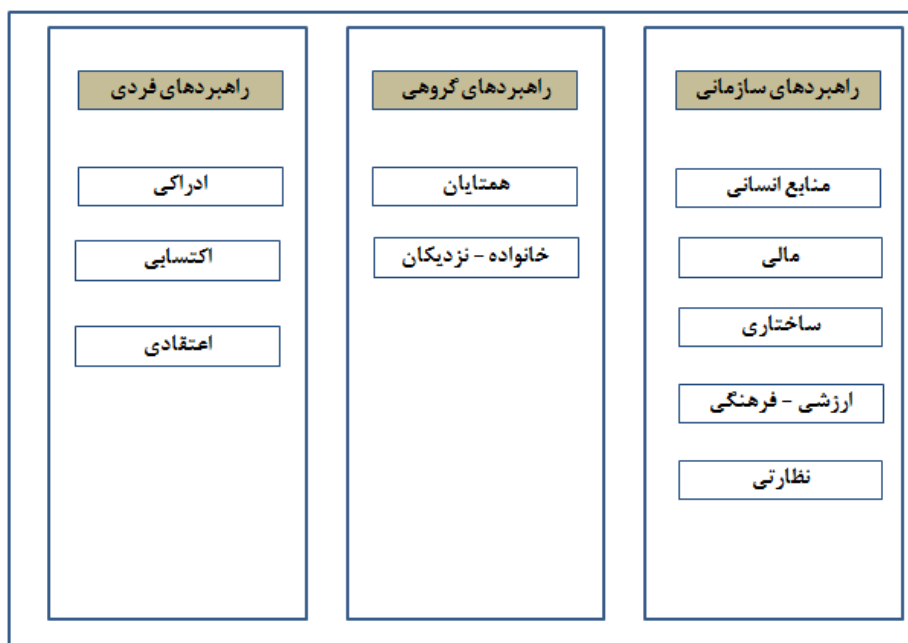 راهبردهای سازمانی
منابع انسانی
مالی
ساختاری
ارزشی - فرهنگی
نظارتی
راهبردهای گروهی
همتایان
خانواده - نزدیکان
راهبردهای فردی
ادراکی
اکتسابی
اعتقادی